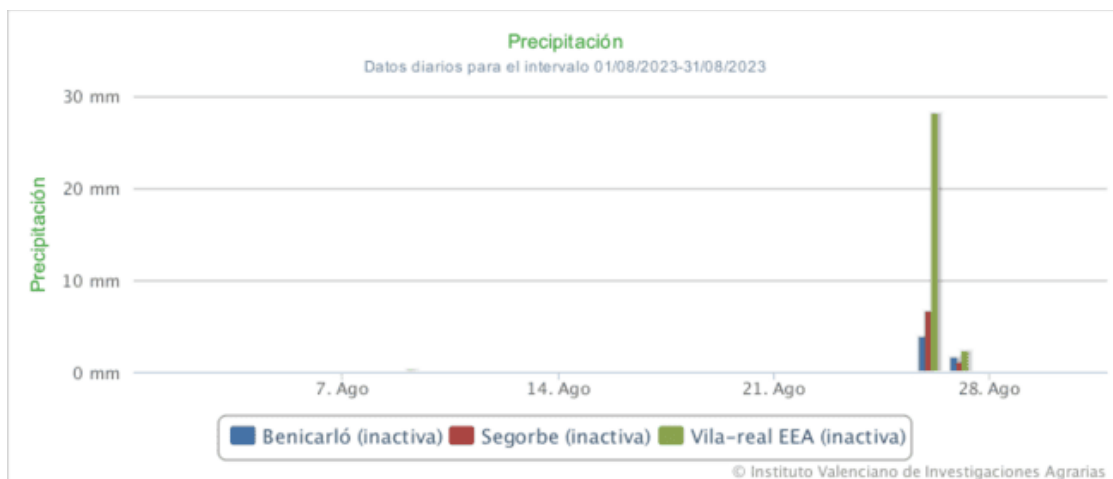 Precipitación
Datos diarios para el intervalo 01/08/2023-31/08/2023
30 mm
20 mm
10 mm
0 mm
Precipitación
7. Ago
14. Ago
21. Ago
28. Ago
Benicarló (inactiva)
Segorbe (inactiva)
Vila-real EEA (inactiva)
© Instituto Valenciano de Investigaciones Agrarias